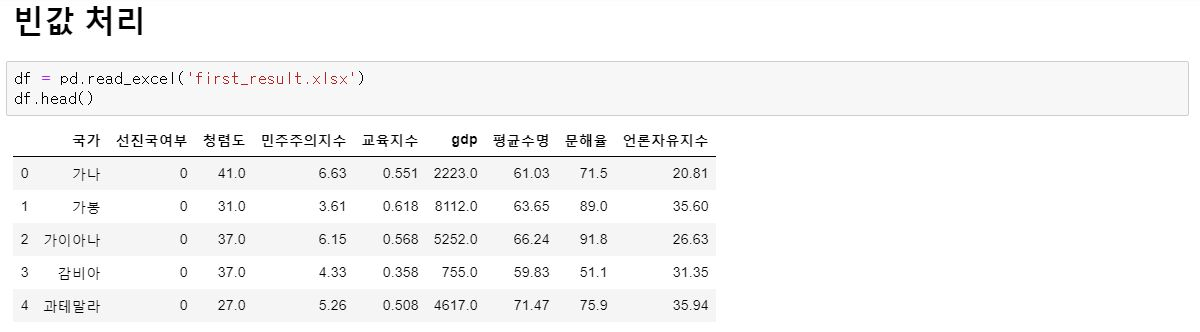 빈값 처리
df = pd.read_excel('first_result.xlsx')
df.head()
국가 선진국여부 청렴도 민주주의지수 교육지수 gdp 평균수명 문해율 언론자유지수
0 가나 0 41.0 6.63 0.551 2223.0 61.03 71.5 20.81
1 가봉 0 31.0 3.61 0.618 8112.0 63.65 89.0 35.60
2 가이아나 0 37.0 6.15 0.568 5252.0 66.24 91.8 26.63
3 감비아 0 37.0 4.33 0.358 755.0 59.83 51.1 31.35
4 과테말라 0 27.0 5.26 0.508 4617.0 71.47 75.9 35.94